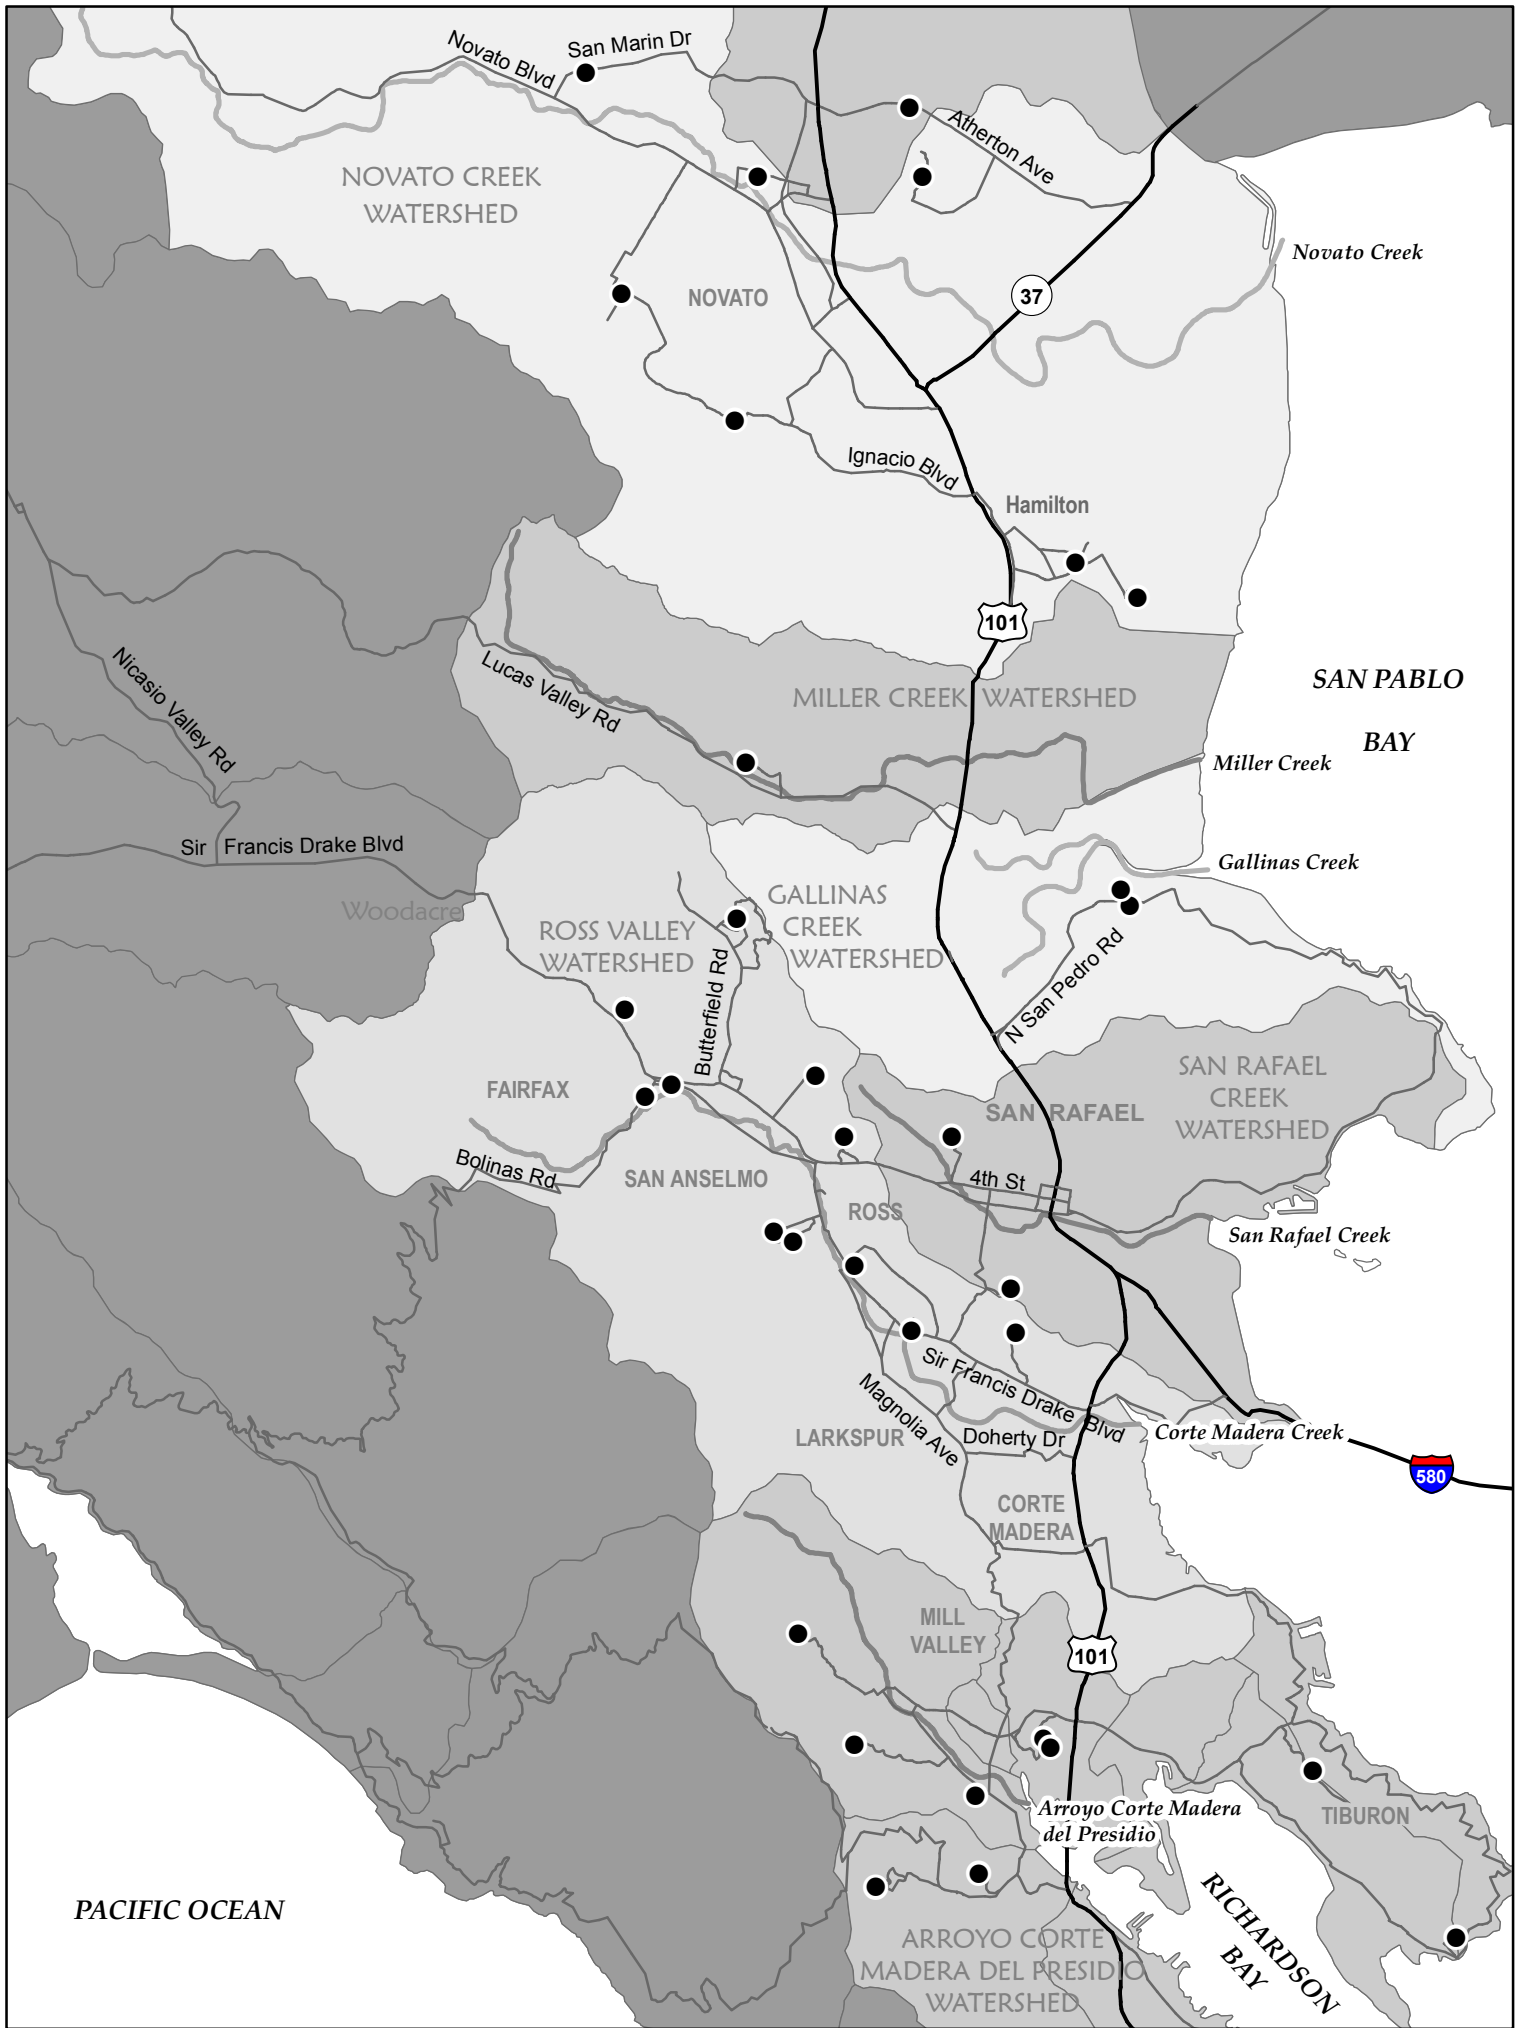 San Marin Dr
Novato Blvd
Atherton Ave
NOVATO CREEK
WATERSHED
Novato Creek
37
NOVATO
Ignacio Blvd
Hamilton
101
Lucas Valley Rd
Nicasio Valley Rd
MILLER CREEK WATERSHED
SAN PABLO
BAY
Miller Creek
Sir Francis Drake Blvd
Gallinas Creek
Woodacre
GALLINAS
CREEK
WATERSHED
ROSS VALLEY
WATERSHED
Butterfield Rd
N San Pedro Rd
SAN RAFAEL
CREEK
WATERSHED
FAIRFAX
SAN RAFAEL
Bolinas Rd
SAN ANSELMO
4th St
ROSS
San Rafael Creek
Sir Francis Drake Blvd
Magnolia Ave
LARKSPUR
Doherty Dr
Corte Madera Creek
580
CORTE
MADERA
MILL
VALLEY
101
Arroyo Corte Madera
del Presidio
TIBURON
PACIFIC OCEAN
RICHARDSON
BAY
ARROYO CORTE
MADERA DEL PRESIDIO
WATERSHED